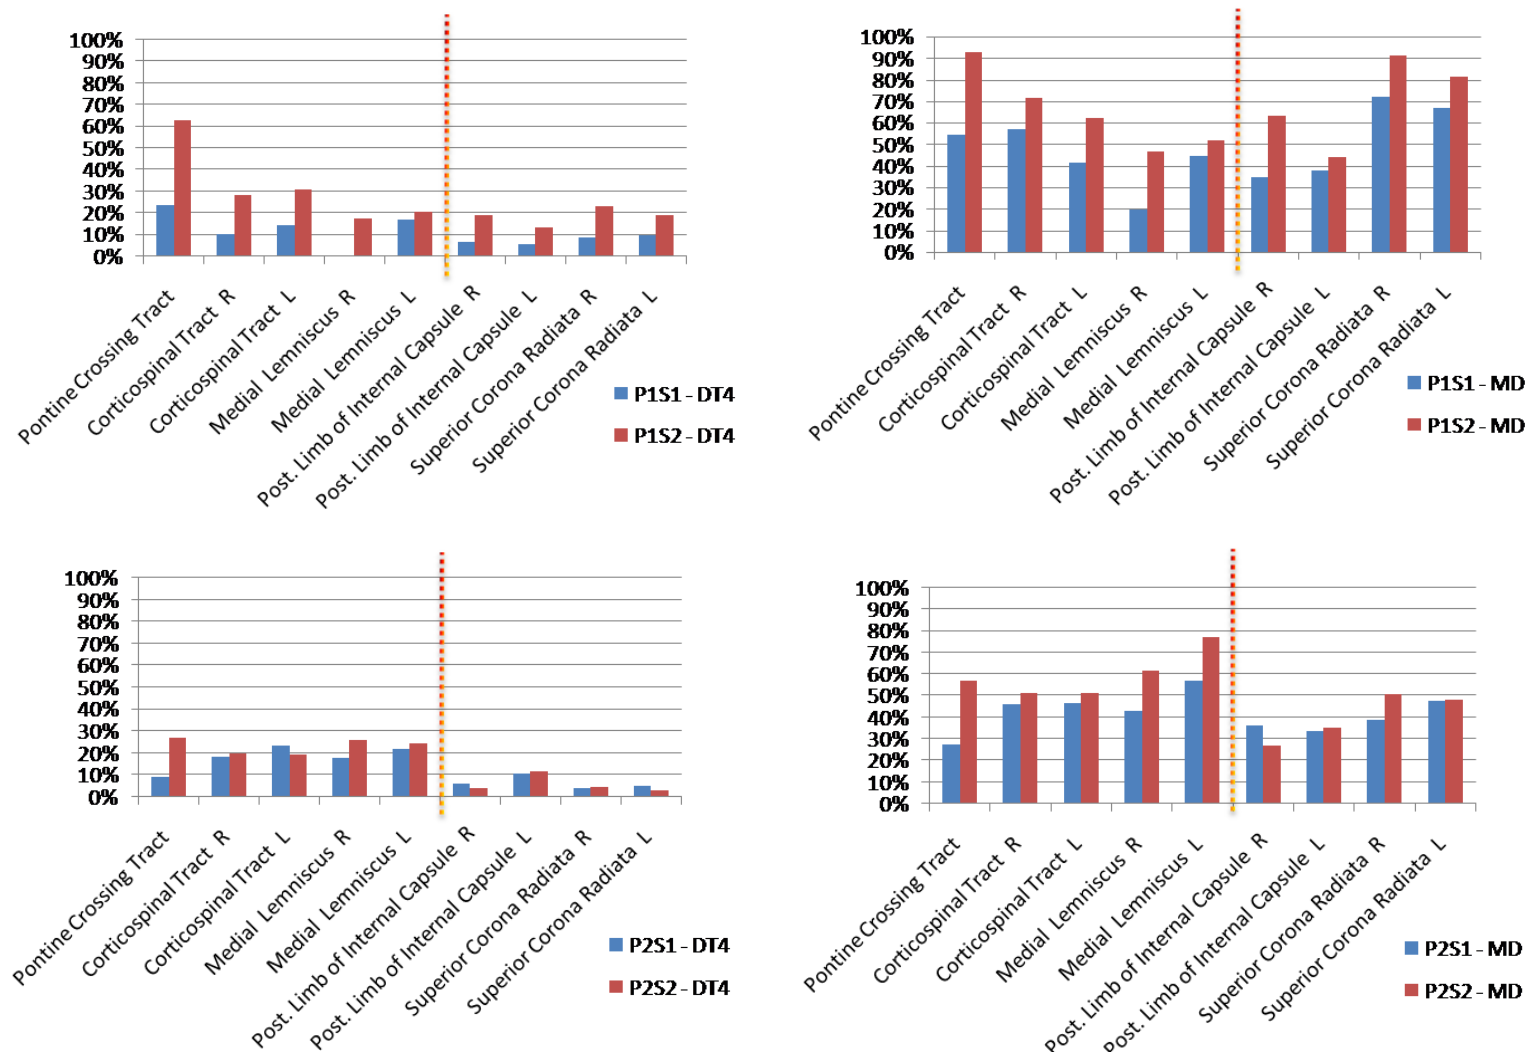 100%
90%
80%
70%
60%
50%
40%
30%
20%
10%
0%
Pontine Crossing Tract
Corticospinal Tract R
Corticospinal Tract L
Medial Lemniscus R
Medial Lemniscus L
Post. Limb of Internal Capsule R
Post. Limb of Internal Capsule L
Superior Corona Radiata R
Superior Corona Radiata L
P1S1 - DT4
P1S2 - DT4
100%
90%
80%
70%
60%
50%
40%
30%
20%
10%
0%
Pontine Crossing Tract
Corticospinal Tract R
Corticospinal Tract L
Medial Lemniscus R
Medial Lemniscus L
Post. Limb of Internal Capsule R
Post. Limb of Internal Capsule L
Superior Corona Radiata R
Superior Corona Radiata L
P1S1 - MD
P1S2 - MD
100%
90%
80%
70%
60%
50%
40%
30%
20%
10%
0%
Pontine Crossing Tract
Corticospinal Tract R
Corticospinal Tract L
Medial Lemniscus R
Medial Lemniscus L
Post. Limb of Internal Capsule R
Post. Limb of Internal Capsule L
Superior Corona Radiata R
Superior Corona Radiata L
P2S1 - DT4
P2S2 - DT4
100%
90%
80%
70%
60%
50%
40%
30%
20%
10%
0%
Pontine Crossing Tract
Corticospinal Tract R
Corticospinal Tract L
Medial Lemniscus R
Medial Lemniscus L
Post. Limb of Internal Capsule R
Post. Limb of Internal Capsule L
Superior Corona Radiata R
Superior Corona Radiata L
P2S1 - MD
P2S2 - MD